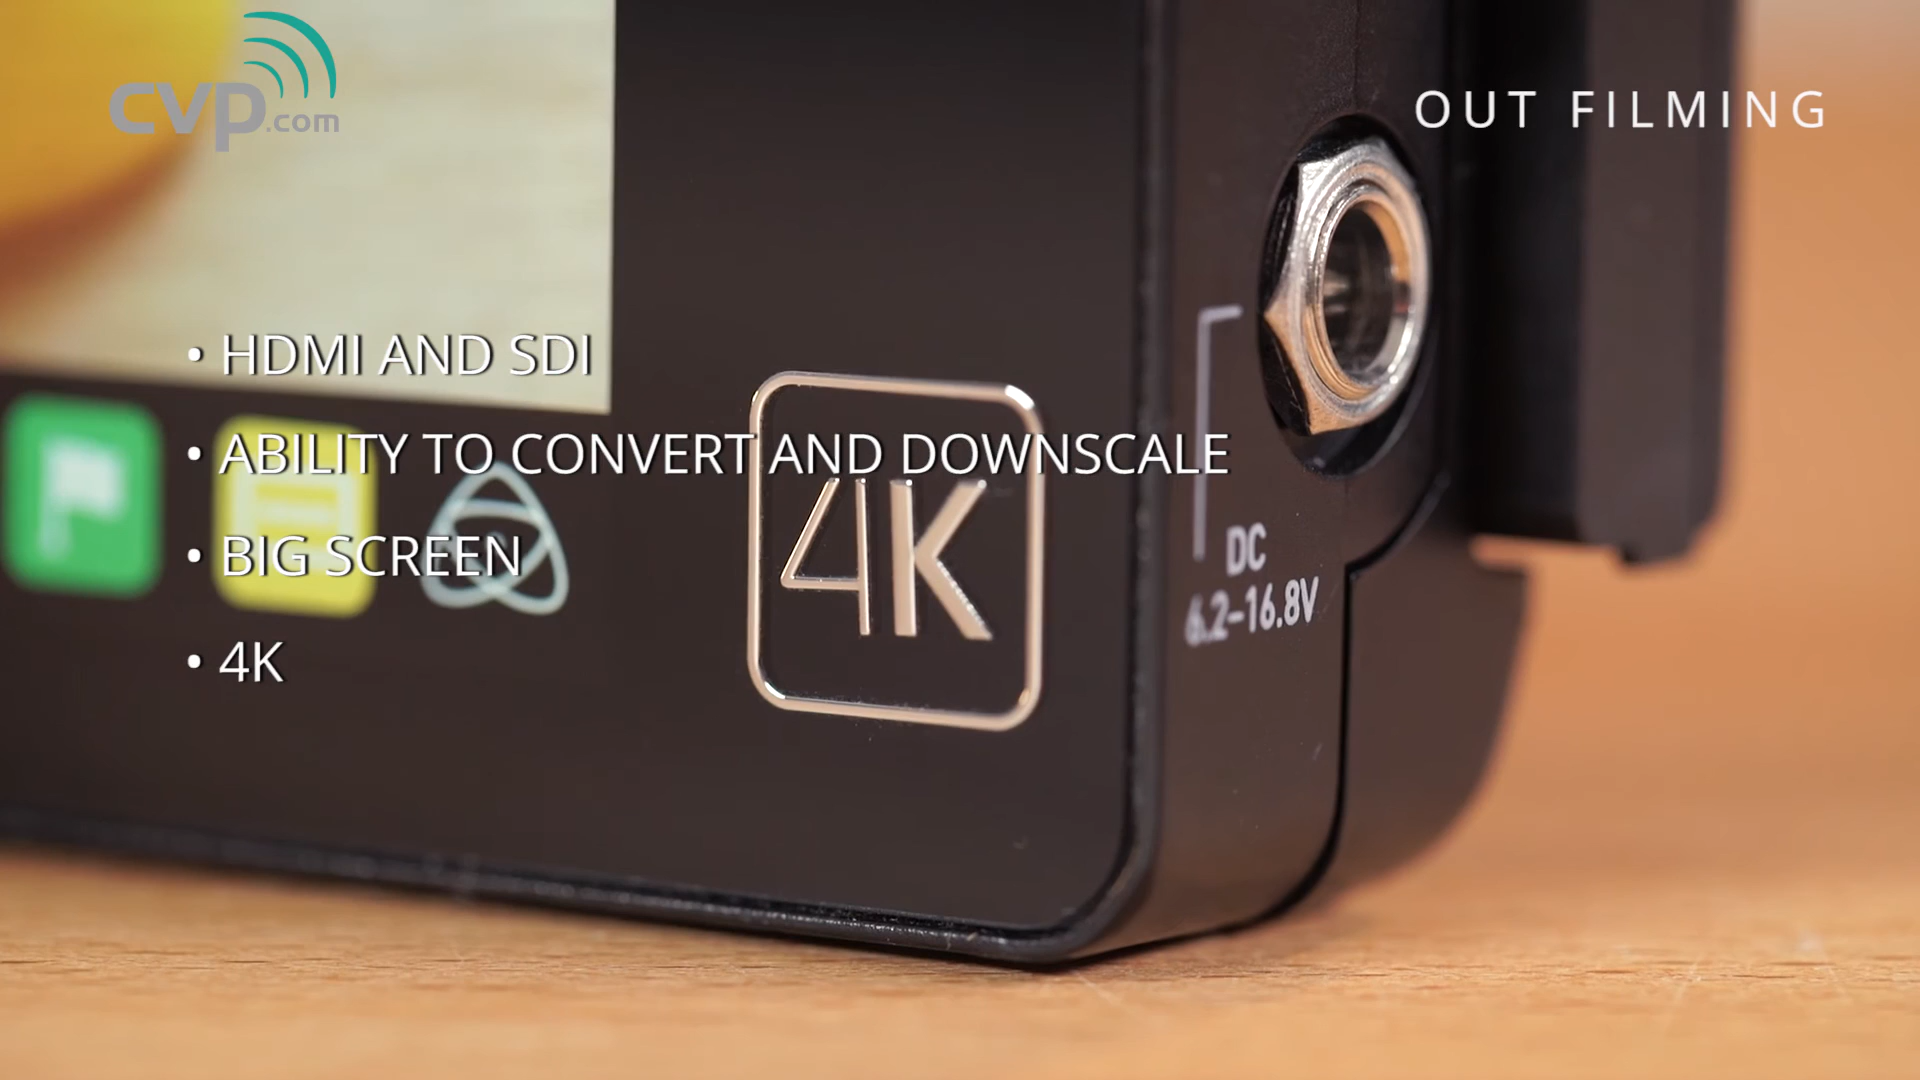 cvp.com
OUT FILMING
• HDMI AND SDI
• ABILITY TO CONVERT AND DOWNSCALE
• BIG SCREEN
• 4K
4K
DC
6.2-16.8V